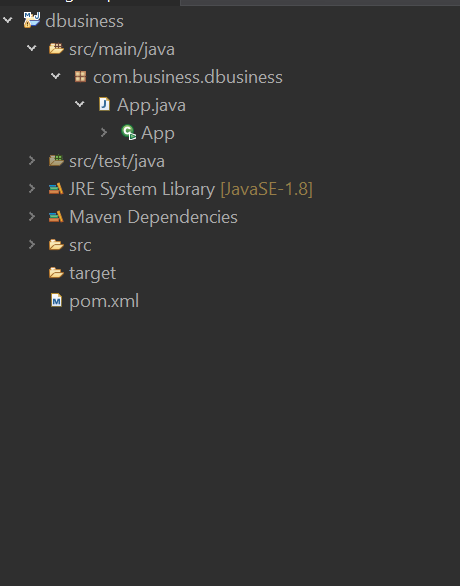 dbusiness
src/main/java
com.business.dbusiness
App.java
App
src/test/java
JRE System Library [JavaSE-1.8]
Maven Dependencies
src
target
pom.xml